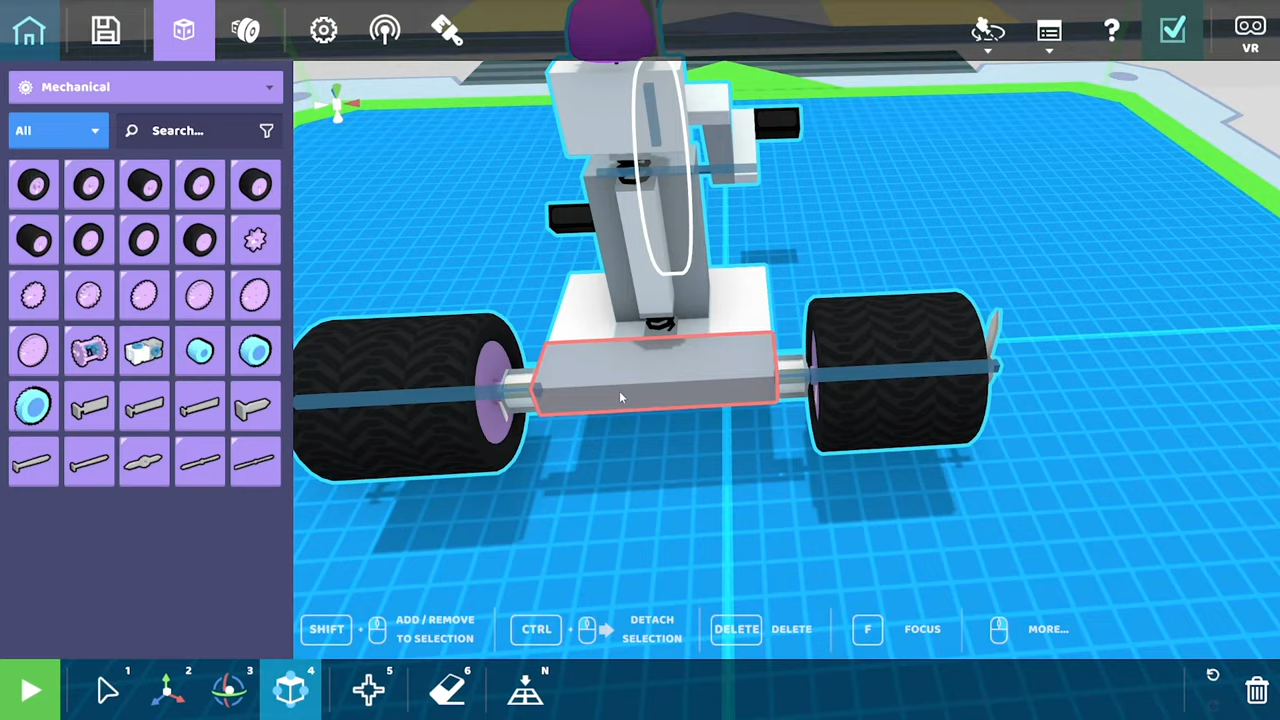 VR
Mechanical
All
Search...
SHIFT + ADD / REMOVE
TO SELECTION
CTRL + DETACH
SELECTION
DELETE DELETE
F FOCUS
MORE...
1
2
3
4
5
6
N